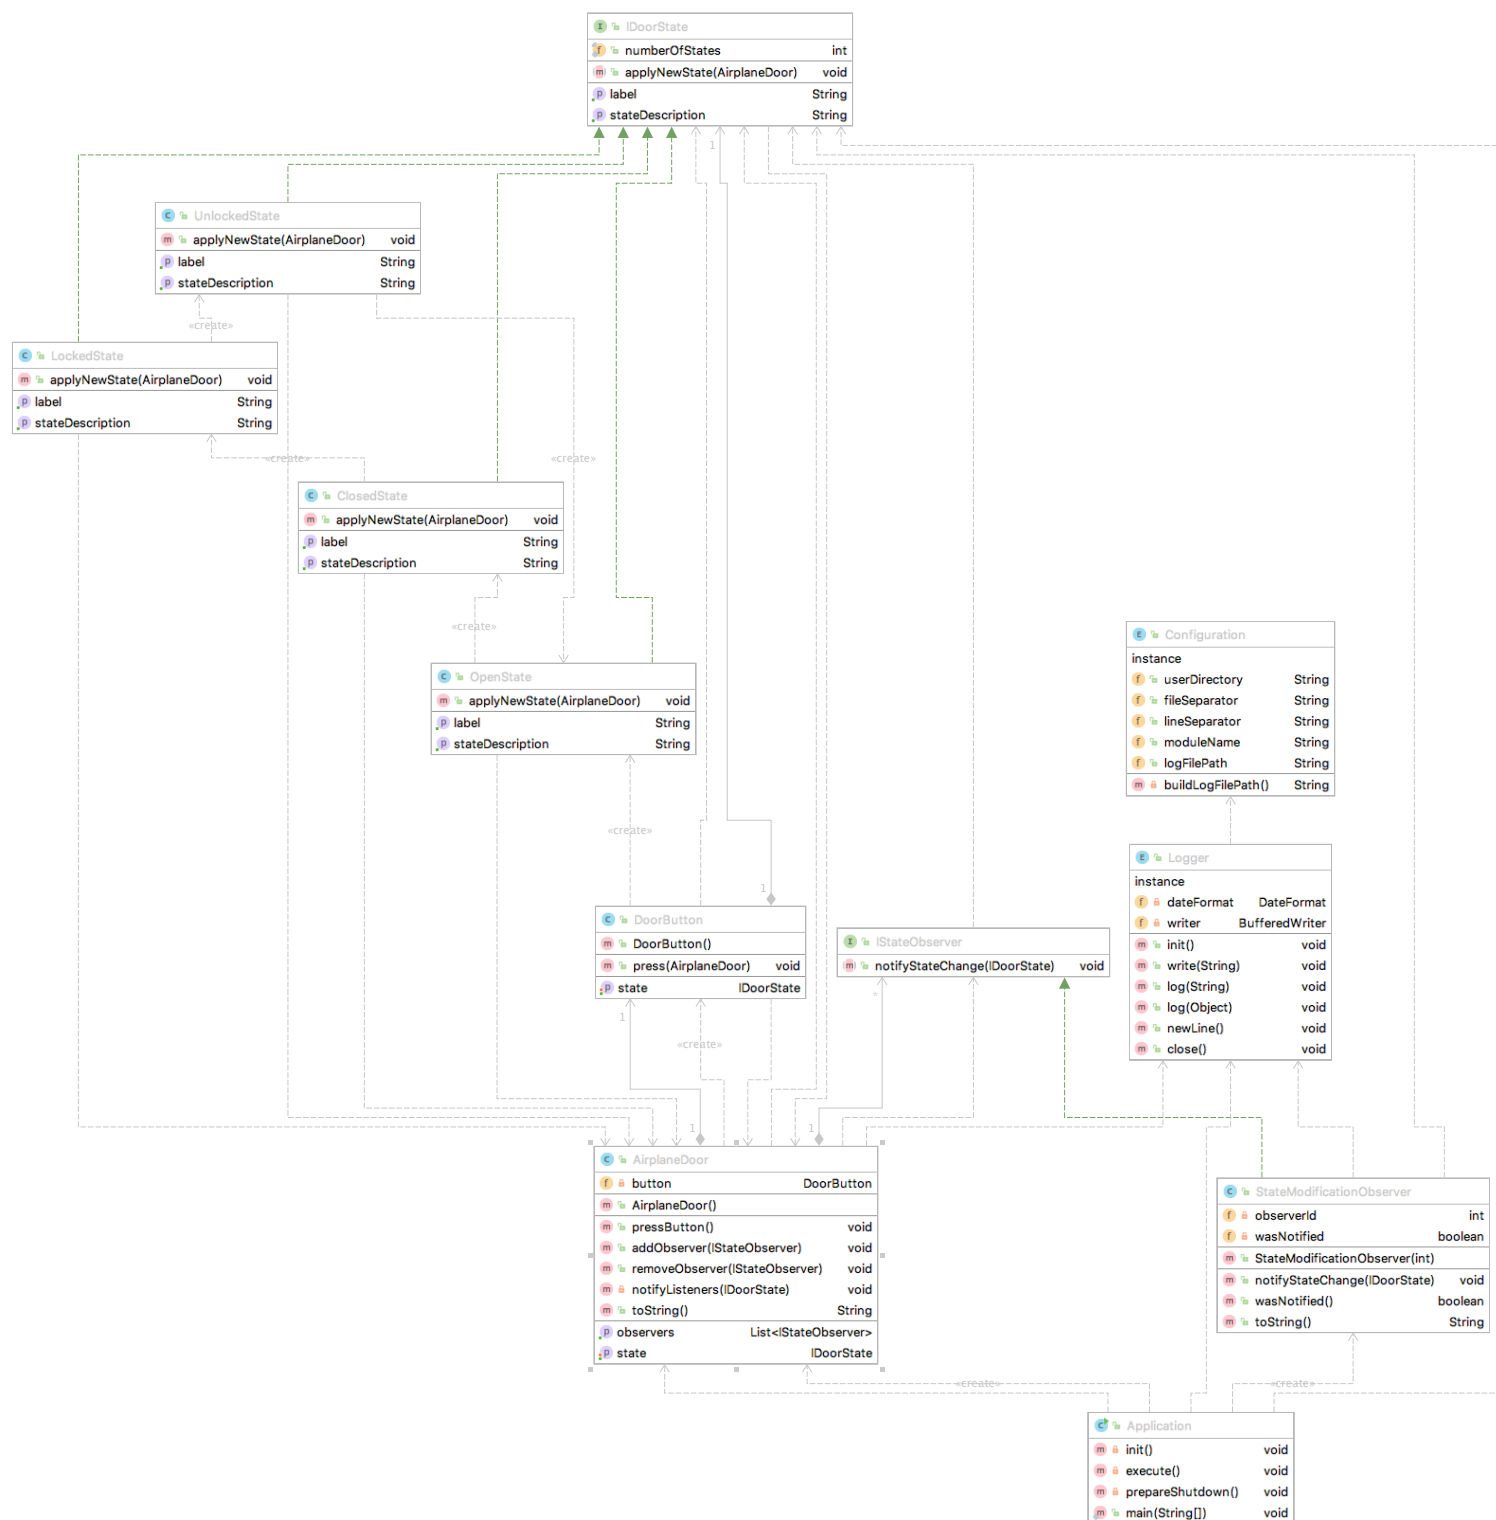 IDoorState
numberOfStates int
applyNewState(AirplaneDoor) void
label String
stateDescription String
1
UnlockedState
applyNewState(AirplaneDoor) void
label String
stateDescription String
«create»
LockedState
applyNewState(AirplaneDoor) void
label String
stateDescription String
«create»
«create»
ClosedState
applyNewState(AirplaneDoor) void
label String
stateDescription String
«create»
OpenState
applyNewState(AirplaneDoor) void
label String
stateDescription String
Configuration
instance
userDirectory String
fileSeparator String
lineSeparator String
moduleName String
logFilePath String
buildLogFilePath() String
«create»
1
Logger
instance
dateFormat DateFormat
writer BufferedWriter
init() void
write(String) void
log(String) void
log(Object) void
newLine() void
close() void
DoorButton
DoorButton()
press(AirplaneDoor) void
state IDoorState
IStateObserver
notifyStateChange(IDoorState) void
*
1
«create»
1
1
AirplaneDoor
button DoorButton
AirplaneDoor()
pressButton() void
addObserver(IStateObserver) void
removeObserver(IStateObserver) void
notifyListeners(IDoorState) void
toString() String
observers List<IStateObserver>
state IDoorState
StateModificationObserver
observerId int
wasNotified boolean
StateModificationObserver(int)
notifyStateChange(IDoorState) void
wasNotified() boolean
toString() String
«create»
«create»
Application
init() void
execute() void
prepareShutdown() void
main(String[]) void